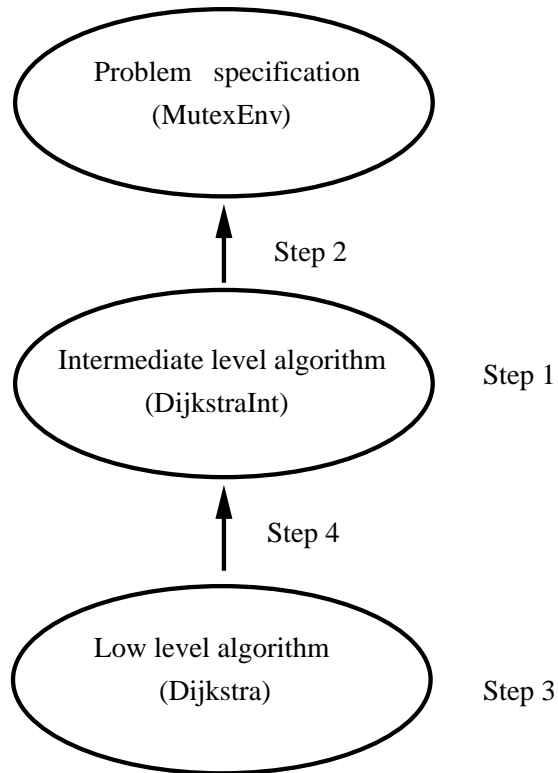 Problem specification
(MutexEnv)
Step 2
Intermediate level algorithm
(DijkstraInt)
Step 1
Step 4
Low level algorithm
(Dijkstra)
Step 3